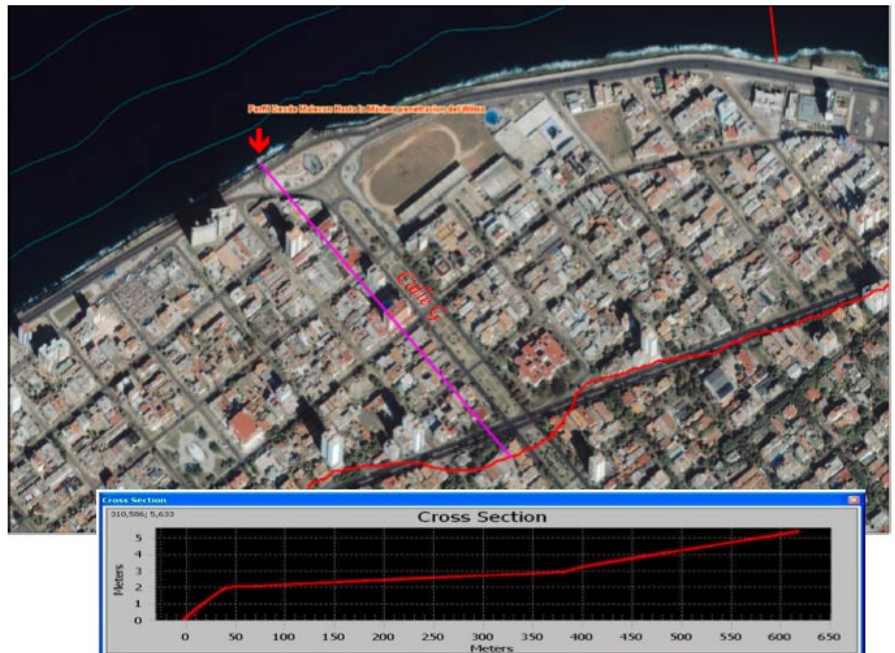 Perfil Desde Malecon Hasta la Máxima penetracion del Wilma
Calle G
Cross Section
310,586; 5,633
Cross Section
5
4
3
2
1
0
Meters
0 50 100 150 200 250 300 350 400 450 500 550 600 650
Meters